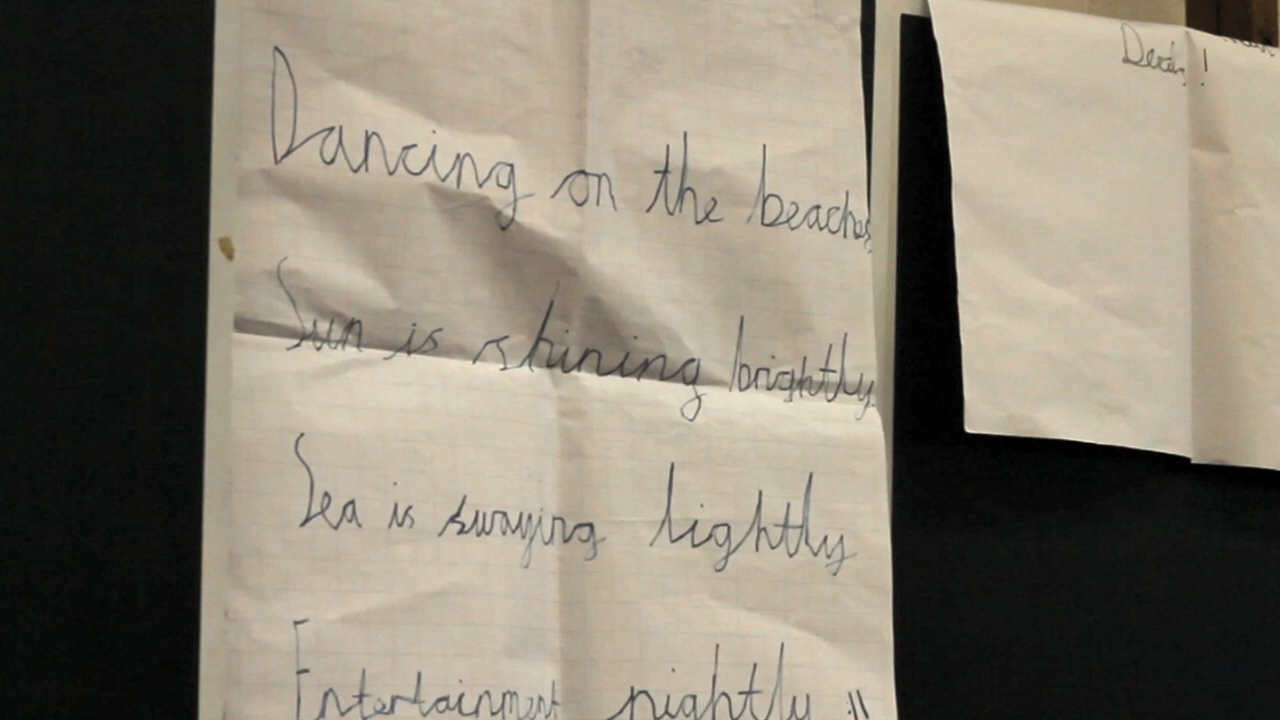 Dancing on the beaches,
Sun is shining brightly.
Sea is swaying lightly
Entertainment nightly !!